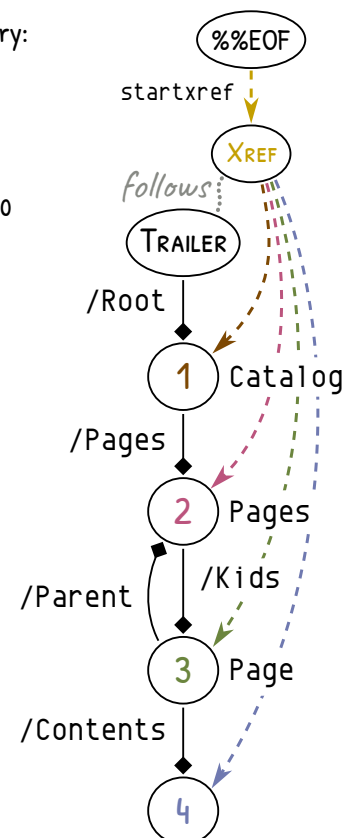 ry:
%%EOF
startxref
XREF
follows
0
TRAILER
/Root
1 Catalog
/Pages
2 Pages
/Kids
/Parent
3 Page
/Contents
4